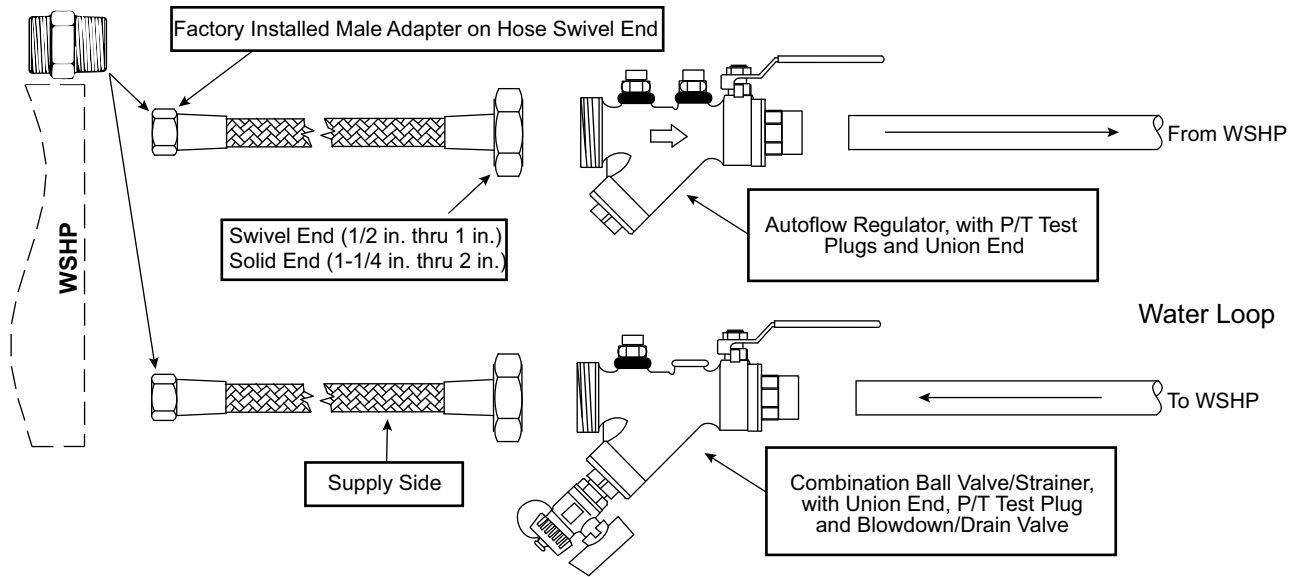 Factory Installed Male Adapter on Hose Swivel End
From WSHP
Swivel End (1/2 in. thru 1 in.)
Solid End (1-1/4 in. thru 2 in.)
Autoflow Regulator, with P/T Test
Plugs and Union End
WSHP
Water Loop
To WSHP
Supply Side
Combination Ball Valve/Strainer,
with Union End, P/T Test Plug
and Blowdown/Drain Valve